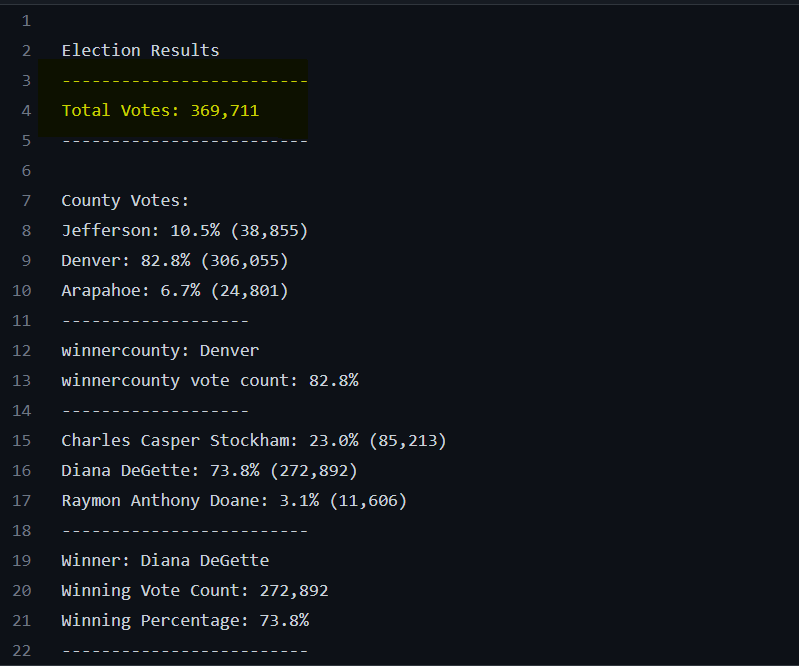 1
2 Election Results
3 -------------------------
4 Total Votes: 369,711
5 -------------------------
6
7 County Votes:
8 Jefferson: 10.5% (38,855)
9 Denver: 82.8% (306,055)
10 Arapahoe: 6.7% (24,801)
11 -------------------
12 winnercounty: Denver
13 winnercounty vote count: 82.8%
14 -------------------
15 Charles Casper Stockham: 23.0% (85,213)
16 Diana DeGette: 73.8% (272,892)
17 Raymon Anthony Doane: 3.1% (11,606)
18 -------------------------
19 Winner: Diana DeGette
20 Winning Vote Count: 272,892
21 Winning Percentage: 73.8%
22 -------------------------